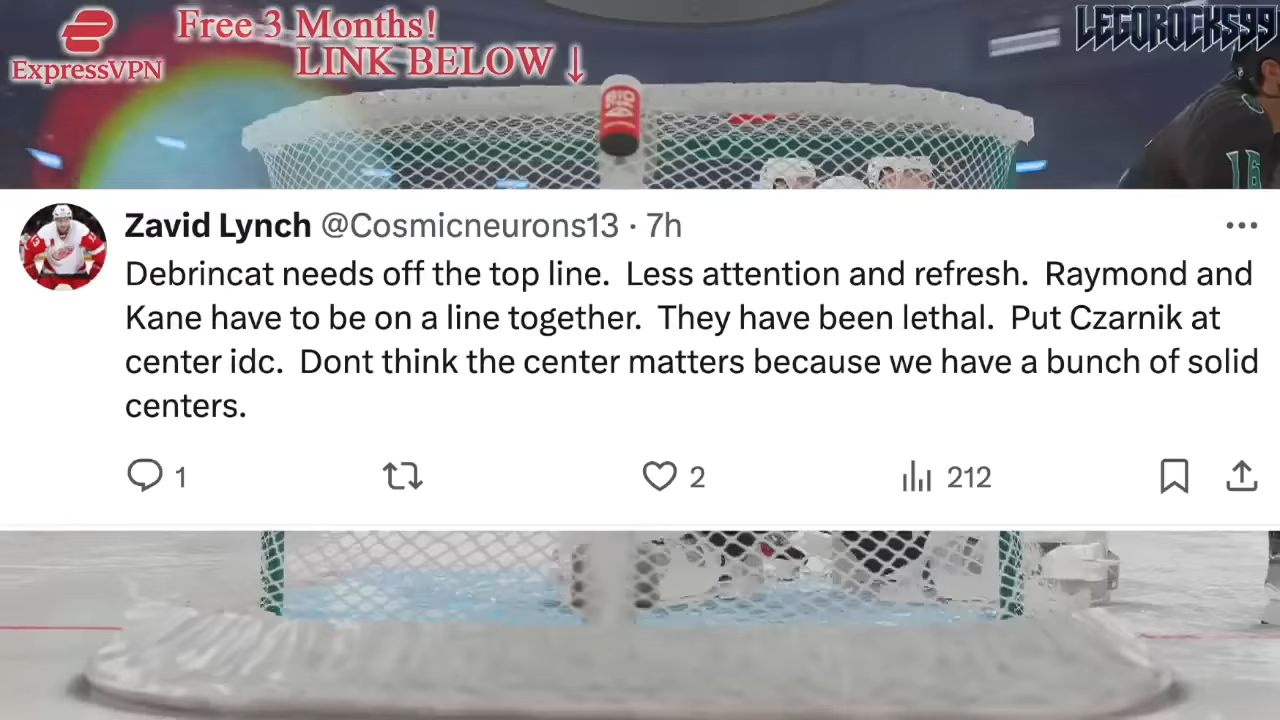 Free 3 Months!
LINK BELOW ↓
ExpressVPN
LEGOROCKS99
16
Zavid Lynch @Cosmicneurons13 · 7h
Debrincat needs off the top line.  Less attention and refresh.  Raymond and
Kane have to be on a line together.  They have been lethal.  Put Czarnik at
center idc.  Dont think the center matters because we have a bunch of solid
centers.
1
2
212